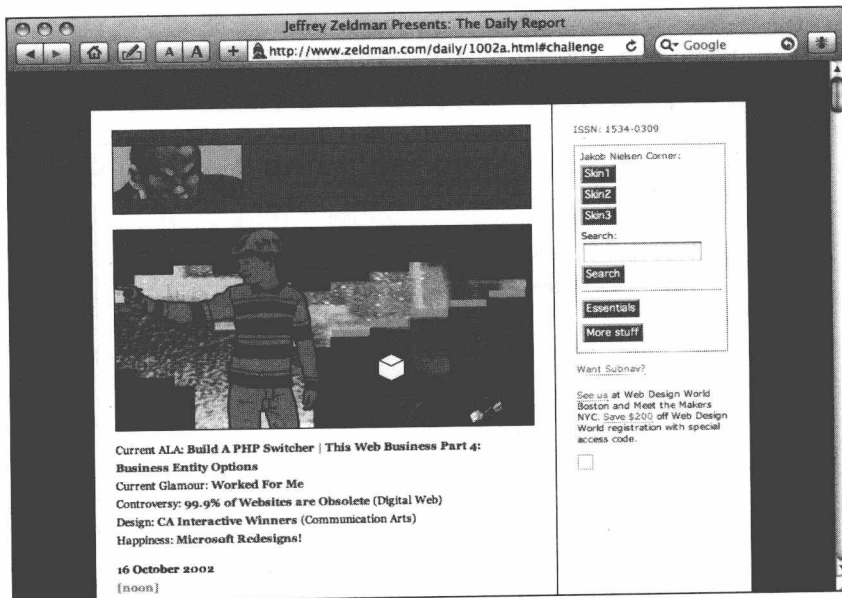 Jeffrey Zeldman Presents: The Daily Report
A A + http://www.zeldman.com/daily/1002a.html#challenge Google
ISSN: 1534-0309
Jakob Nielsen Corner:
Skin1
Skin2
Skin3
Search:
Search
Essentials
More stuff
Want Subnav?
See us at Web Design World
Boston and Meet the Makers
NYC. Save $200 off Web Design
World registration with special
access code.
Current ALA: Build A PHP Switcher | This Web Business Part 4:
Business Entity Options
Current Glamour: Worked For Me
Controversy: 99.9% of Websites are Obsolete (Digital Web)
Design: CA Interactive Winners (Communication Arts)
Happiness: Microsoft Redesigns!
16 October 2002
[noon]